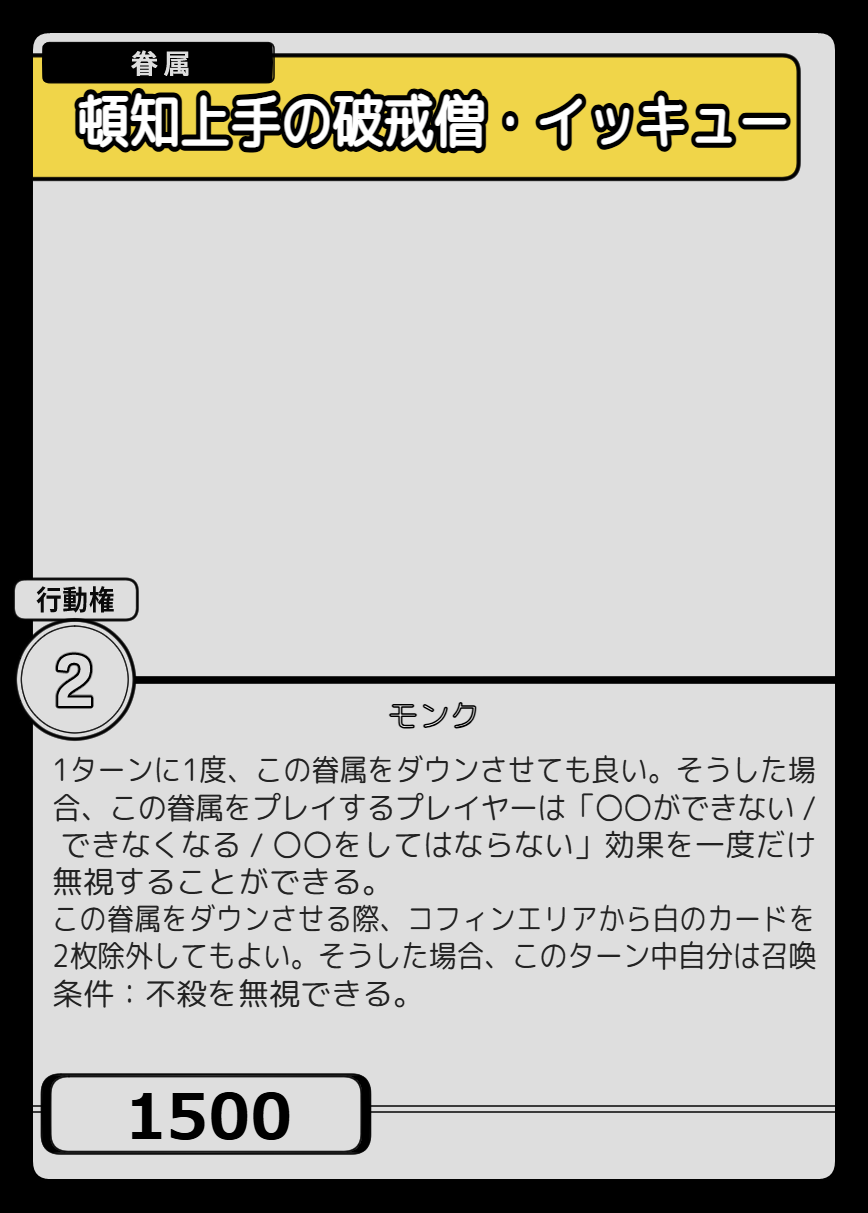 眷属
頓知上手の破戒僧・イッキュー
行動権
2
モンク
1ターンに1度、この眷属をダウンさせても良い。そうした場
合、この眷属をプレイするプレイヤーは「〇〇ができない /
できなくなる / 〇〇をしてはならない」効果を一度だけ
無視することができる。
この眷属をダウンさせる際、コフィンエリアから白のカードを
2枚除外してもよい。そうした場合、このターン中自分は召喚
条件：不殺を無視できる。
1500